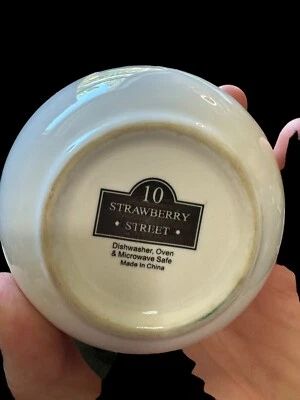 10
STRAWBERRY
STREET
Dishwasher, Oven
& Microwave Safe
Made In China